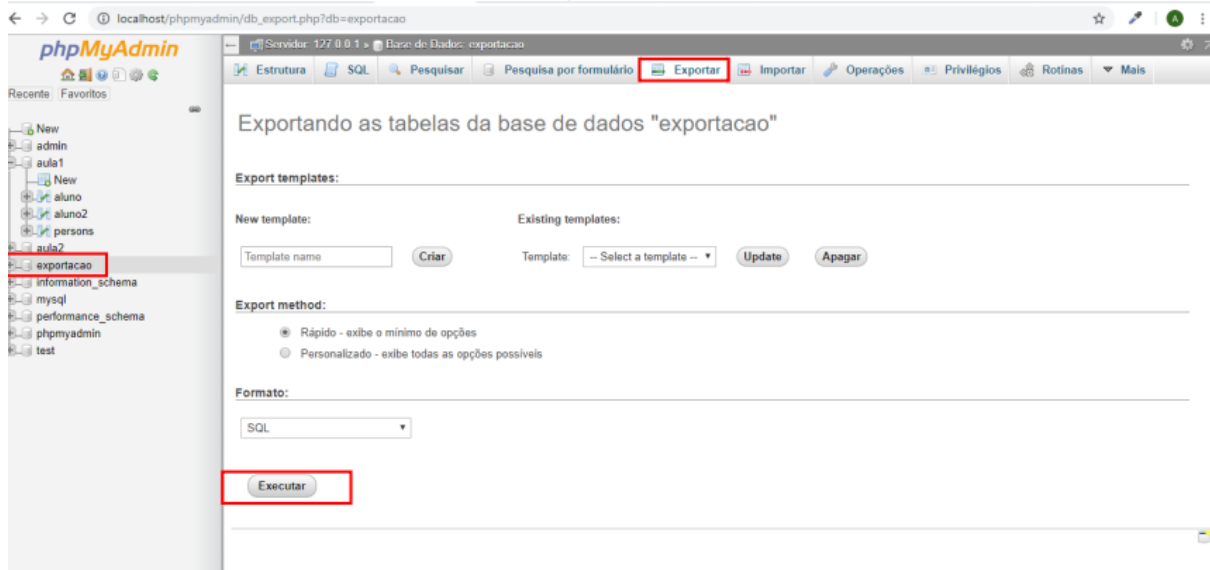 localhost/phpmyadmin/db_export.php?db=exportacao
A
phpMyAdmin
Recente Favoritos
New
admin
aula1
New
aluno
aluno2
persons
aula2
exportacao
information_schema
mysql
performance_schema
phpmyadmin
test
Servidor: 127.0.0.1 » Base de Dados: exportacao
Estrutura SQL Pesquisar Pesquisa por formulário Exportar Importar Operações Privilégios Rotinas Mais
Exportando as tabelas da base de dados "exportacao"
Export templates:
New template: Existing templates:
Template name Criar Template: -- Select a template -- Update Apagar
Export method:
Rápido - exibe o mínimo de opções
Personalizado - exibe todas as opções possíveis
Formato:
SQL
Executar